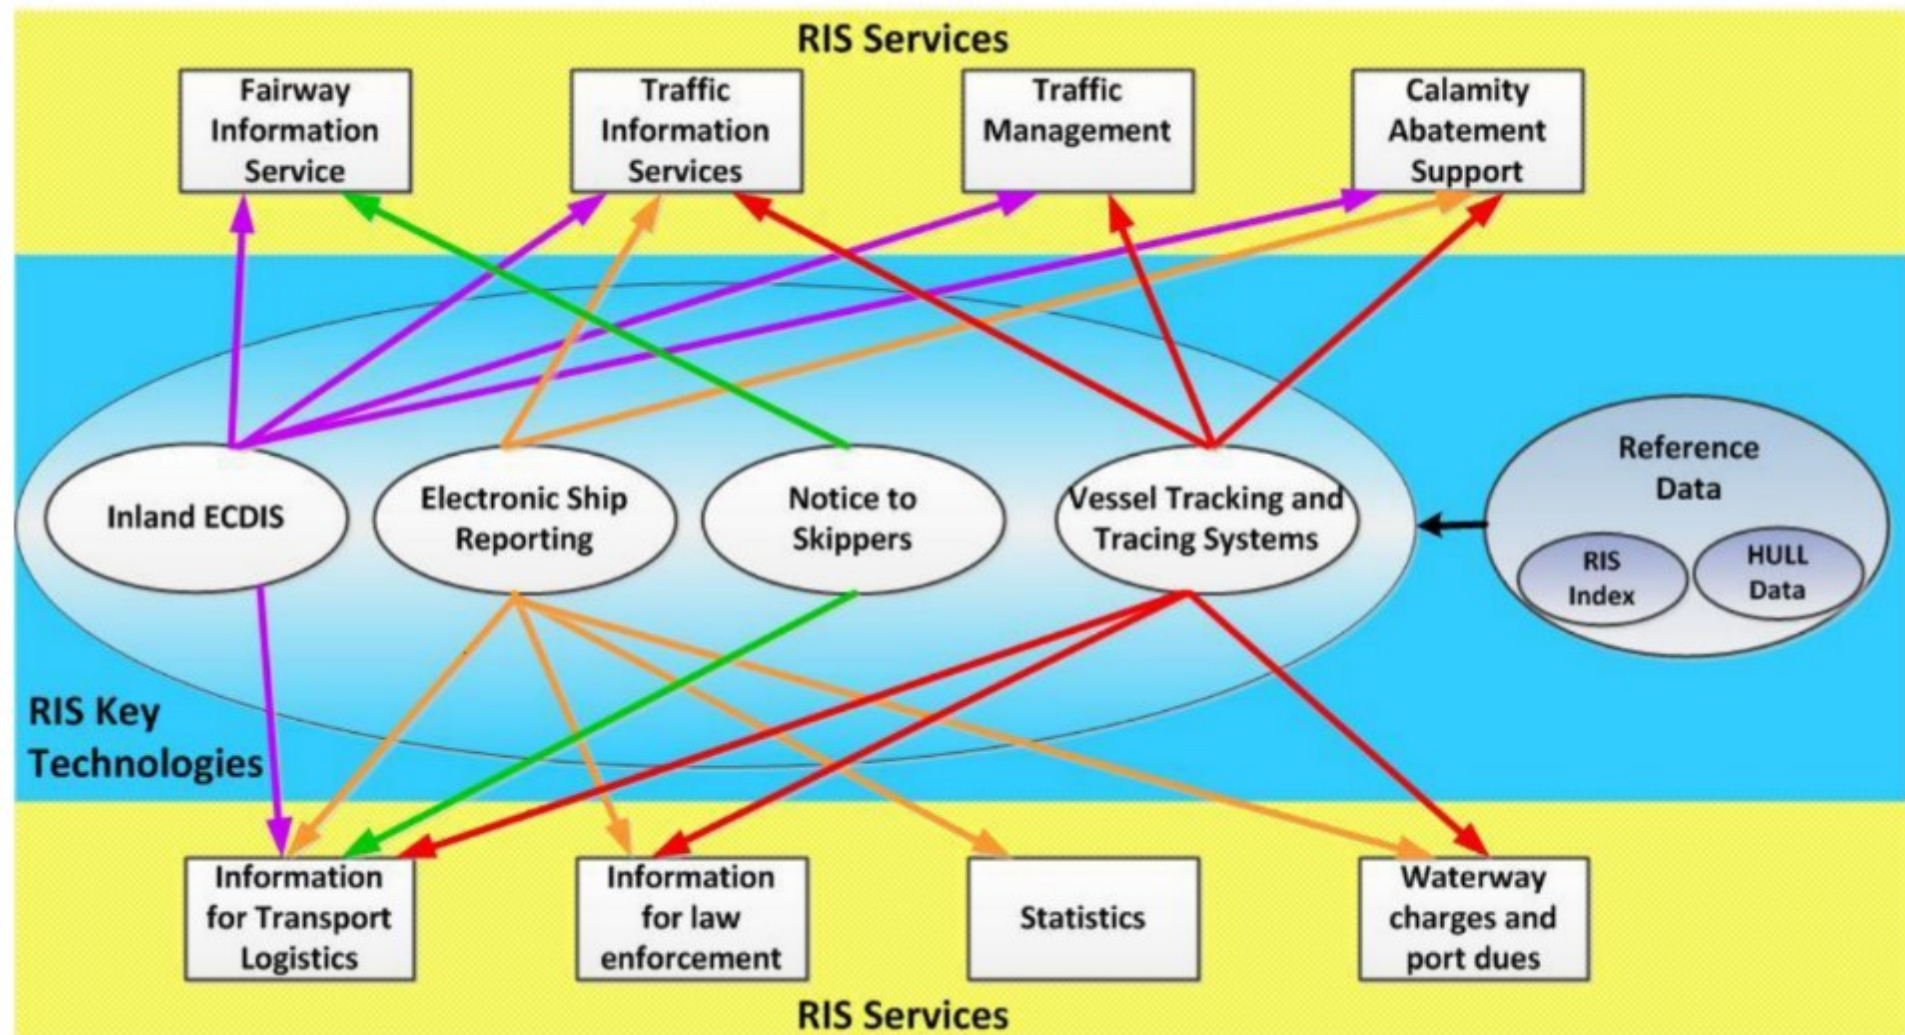 RIS Services
Fairway
Information
Service
Traffic
Information
Services
Traffic
Management
Calamity
Abatement
Support
Inland ECDIS
Electronic Ship
Reporting
Notice to
Skippers
Vessel Tracking and
Tracing Systems
Reference
Data
RIS
Index
HULL
Data
RIS Key
Technologies
Information
for Transport
Logistics
Information
for law
enforcement
Statistics
Waterway
charges and
port dues
RIS Services